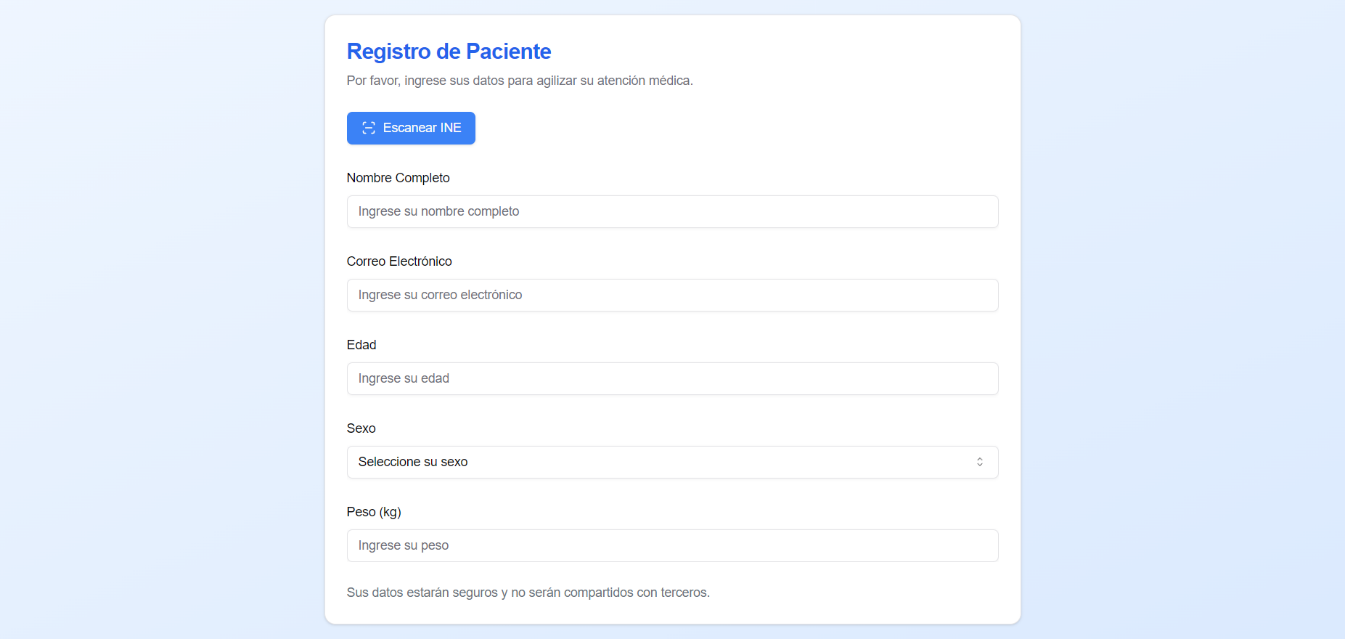 Registro de Paciente
Por favor, ingrese sus datos para agilizar su atención médica.
Escanear INE
Nombre Completo
Ingrese su nombre completo
Correo Electrónico
Ingrese su correo electrónico
Edad
Ingrese su edad
Sexo
Seleccione su sexo
Peso (kg)
Ingrese su peso
Sus datos estarán seguros y no serán compartidos con terceros.